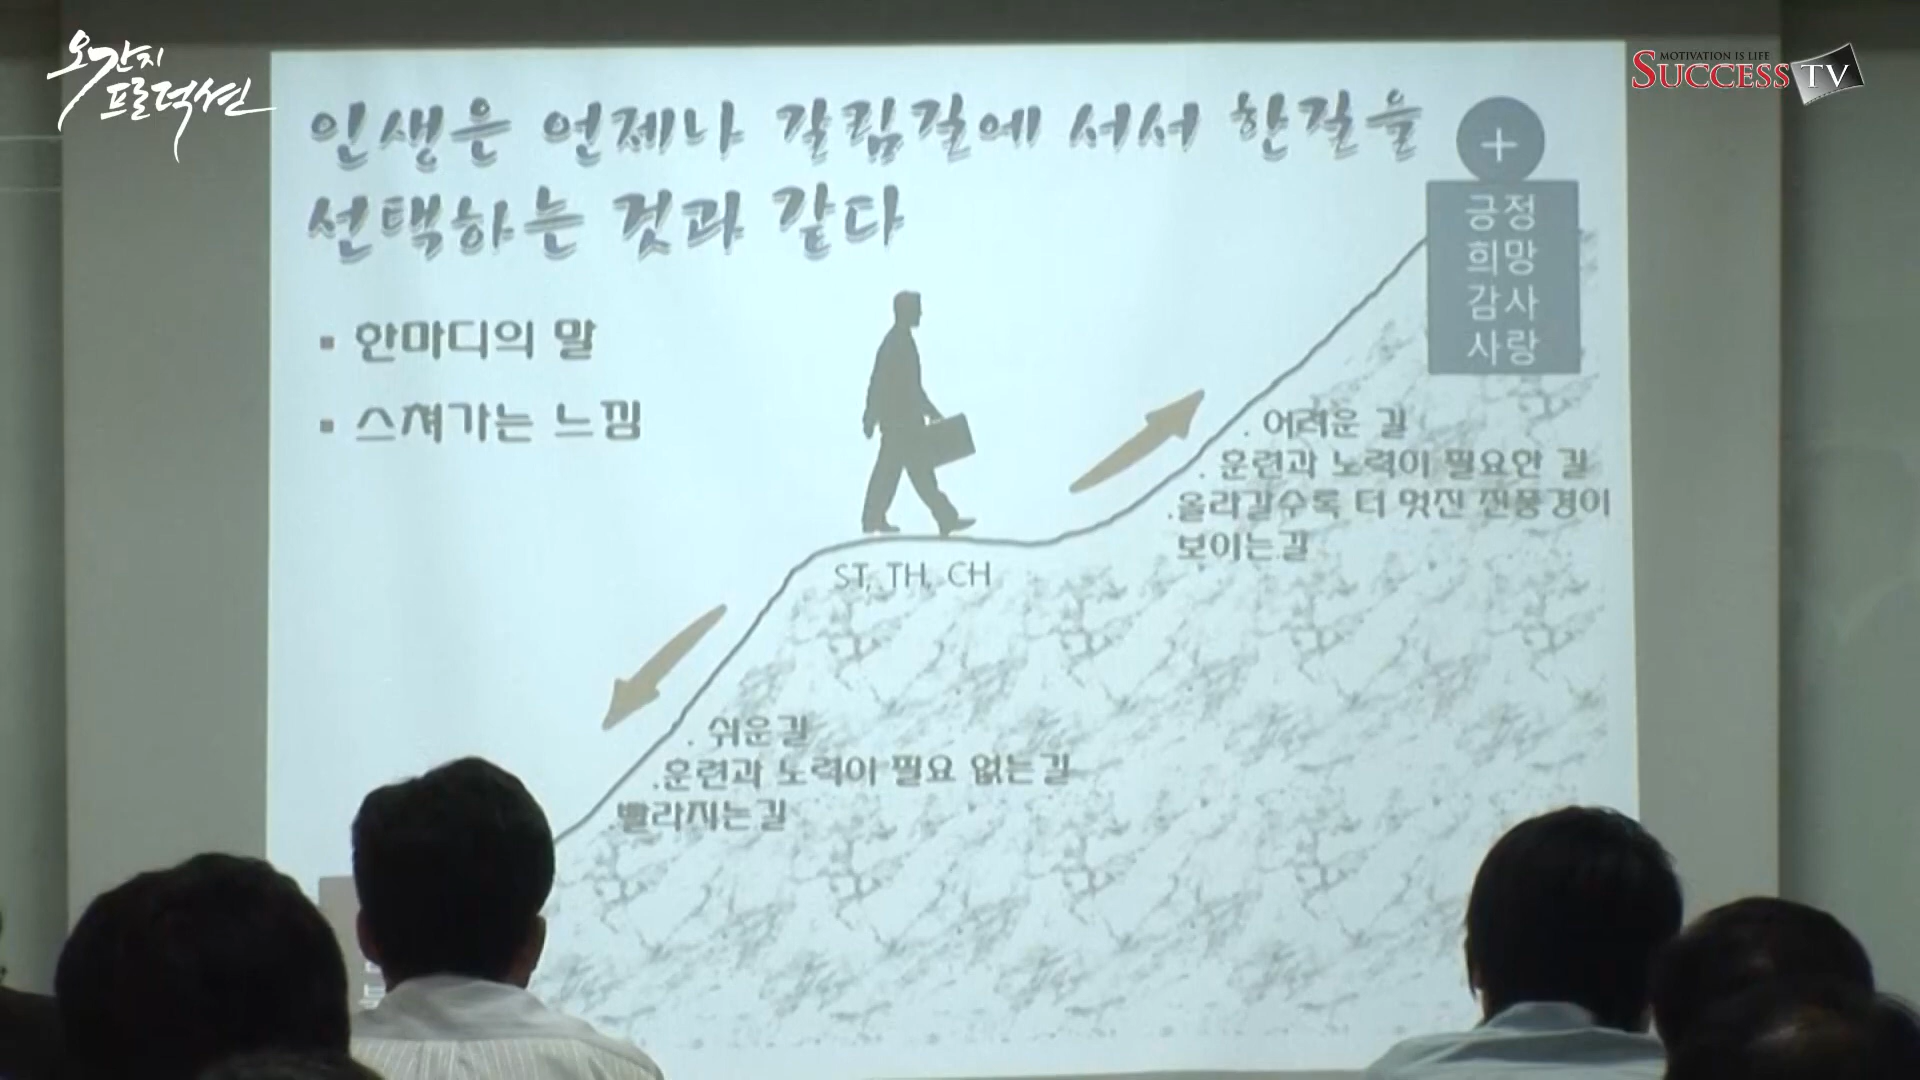 오간지
프로덕션
MOTIVATION IS LIFE
SUCCESS TV
인생은 언제나 갈림길에 서서 한길을
선택하는 것과 같다
+
긍정
희망
감사
사랑
▪ 한마디의 말
▪ 스쳐가는 느낌
. 어려운 길
. 훈련과 노력이 필요한 길
.올라갈수록 더 멋진 전풍경이
보이는길
ST, TH, CH
. 쉬운길
.훈련과 노력이 필요 없는길
빨라지는길